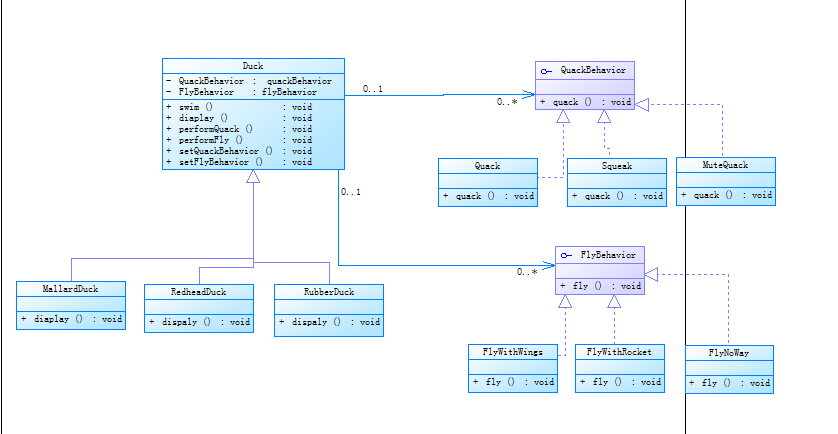 Duck
- QuackBehavior : quackBehavior
- FlyBehavior : flyBehavior
+ swim () : void
+ diaplay () : void
+ performQuack () : void
+ performFly () : void
+ setQuackBehavior () : void
+ setFlyBehavior () : void
0..1
0..*
QuackBehavior
+ quack () : void
Quack
+ quack () : void
Squeak
+ quack () : void
MuteQuack
+ quack () : void
0..1
0..*
FlyBehavior
+ fly () : void
MallardDuck
+ diaplay () : void
RedheadDuck
+ dispaly () : void
RubberDuck
+ dispaly () : void
FlyWithWings
+ fly () : void
FlyWithRocket
+ fly () : void
FlyNoWay
+ fly () : void